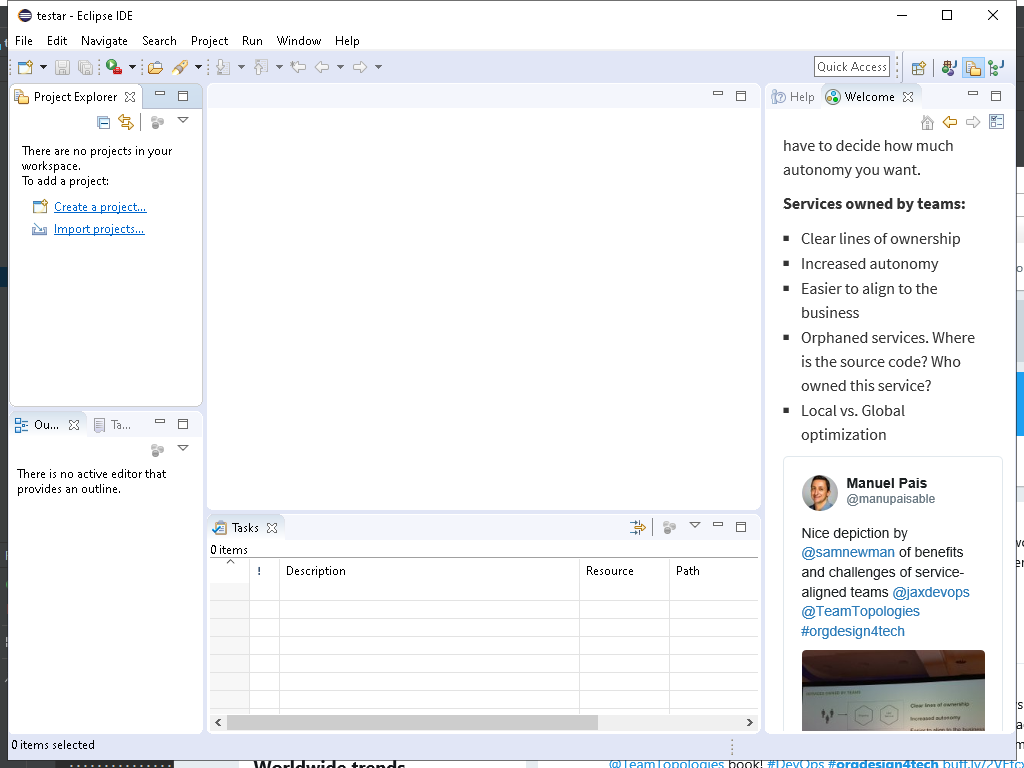 testar - Eclipse IDE
File Edit Navigate Search Project Run Window Help
Quick Access
Project Explorer
There are no projects in your
workspace.
To add a project:
Create a project...
Import projects...
Ou... Ta...
There is no active editor that
provides an outline.
Tasks
0 items
! Description Resource Path
Help Welcome
have to decide how much
autonomy you want.
Services owned by teams:
Clear lines of ownership
Increased autonomy
Easier to align to the
business
Orphaned services. Where
is the source code? Who
owned this service?
Local vs. Global
optimization
Manuel Pais
@manupaisable
Nice depiction by
@samnewman of benefits
and challenges of service-
aligned teams @jaxdevops
@TeamTopologies
#orgdesign4tech
Clear lines of ownership
Increased autonomy
Easier to align to the business
0 items selected
Worldwide trends
@TeamTopologies book! #DevOps #orgdesign4tech